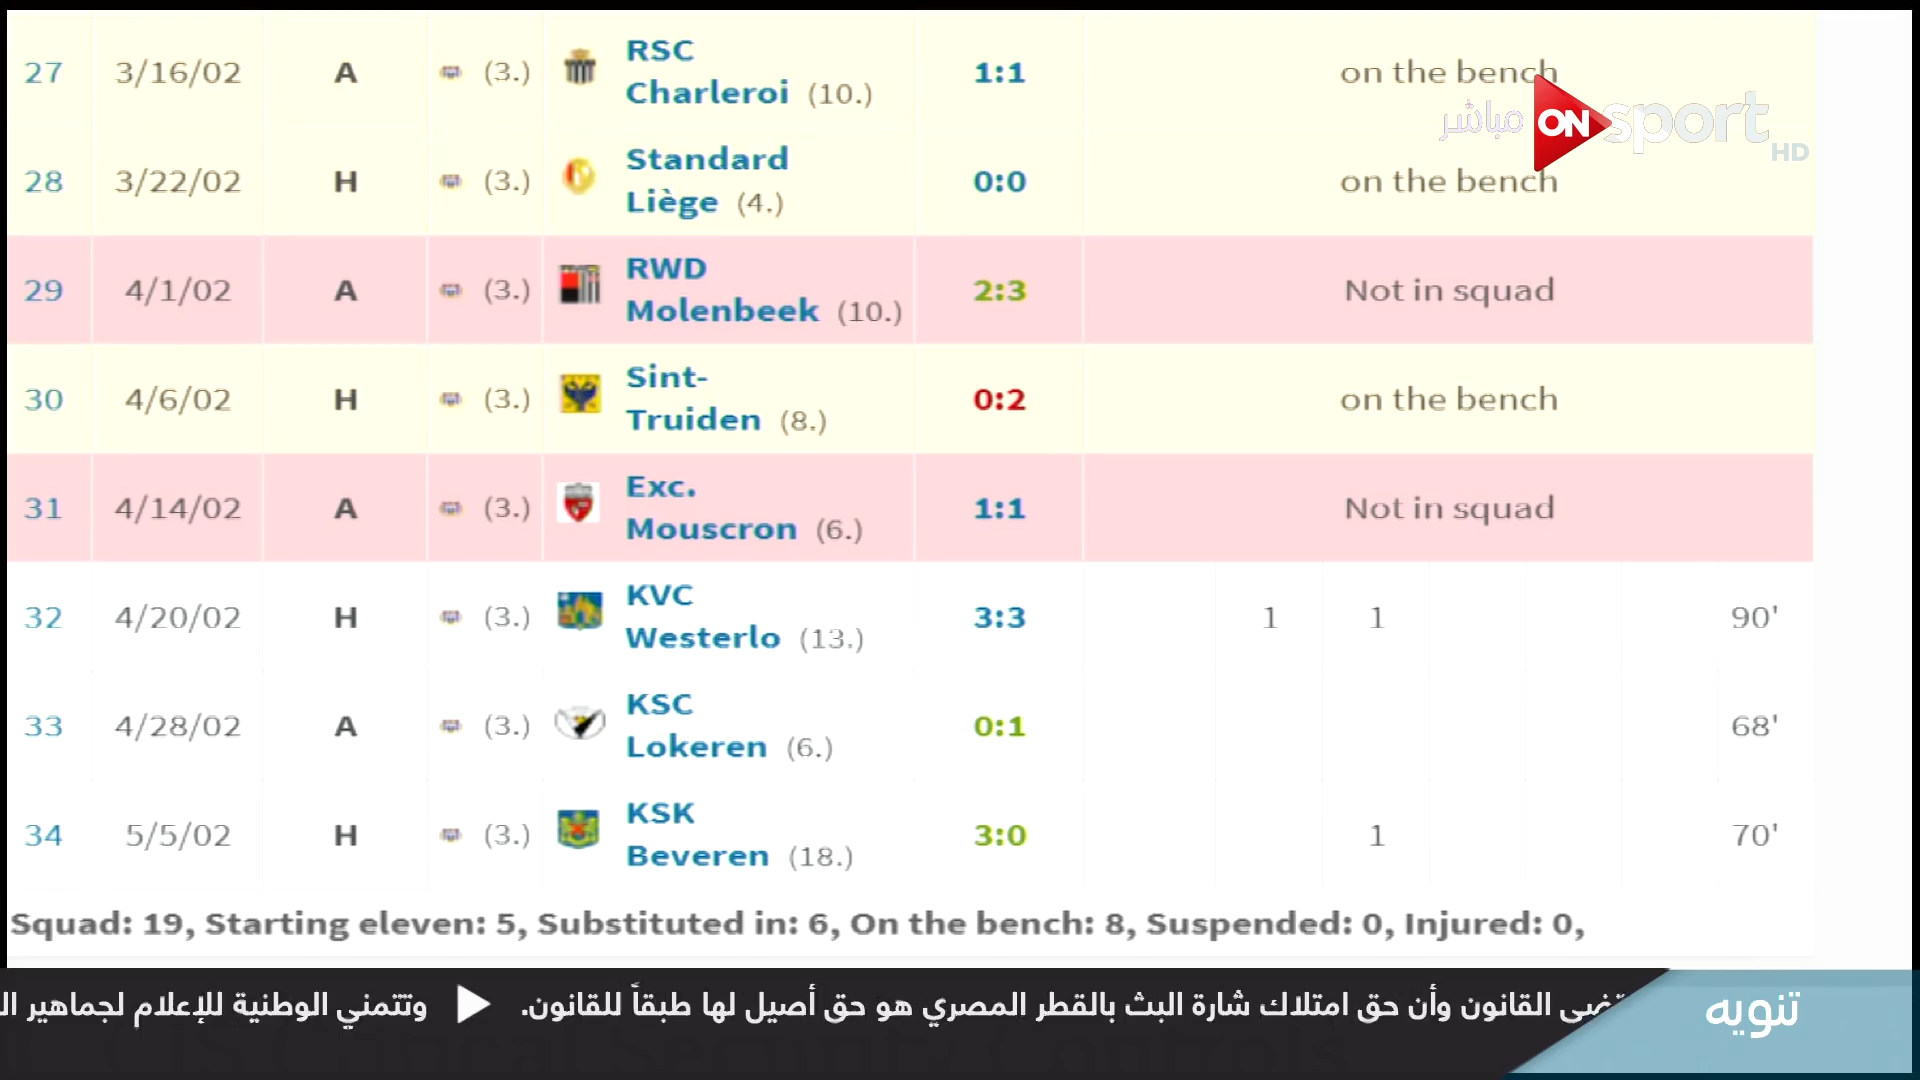 27 3/16/02 A (3.) RSC Charleroi (10.) 1:1 on the bench
مباشر ON sport HD
28 3/22/02 H (3.) Standard Liège (4.) 0:0 on the bench
29 4/1/02 A (3.) RWD Molenbeek (10.) 2:3 Not in squad
30 4/6/02 H (3.) Sint-Truiden (8.) 0:2 on the bench
31 4/14/02 A (3.) Exc. Mouscron (6.) 1:1 Not in squad
32 4/20/02 H (3.) KVC Westerlo (13.) 3:3 1 1 90'
33 4/28/02 A (3.) KSC Lokeren (6.) 0:1 68'
34 5/5/02 H (3.) KSK Beveren (18.) 3:0 1 70'
Squad: 19, Starting eleven: 5, Substituted in: 6, On the bench: 8, Suspended: 0, Injured: 0,
تنويه
القانون وأن حق امتلاك شارة البث بالقطر المصري هو حق أصيل لها طبقاً للقانون. وتتمني الوطنية للإعلام لجماهير